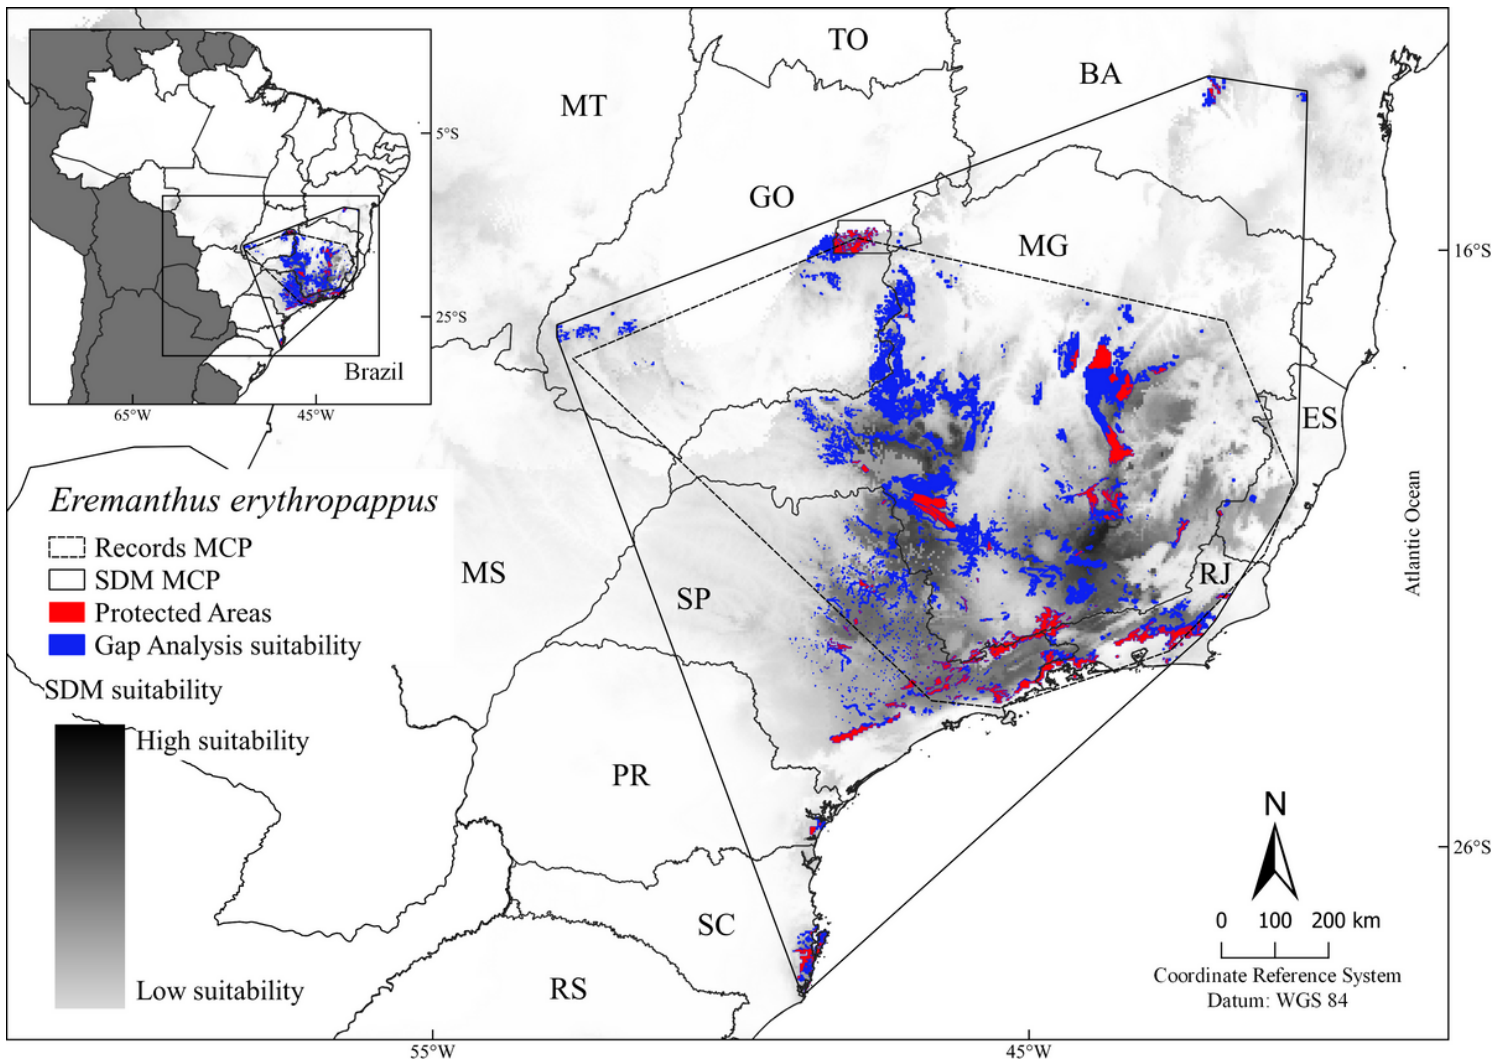 TO
BA
MT
5°S
GO
MG
16°S
25°S
Brazil
65°W
45°W
ES
Eremanthus erythropappus
Records MCP
SDM MCP
Protected Areas
Gap Analysis suitability
SDM suitability
High suitability
Low suitability
MS
SP
RJ
Atlantic Ocean
PR
SC
RS
N
26°S
0 100 200 km
Coordinate Reference System
Datum: WGS 84
55°W
45°W